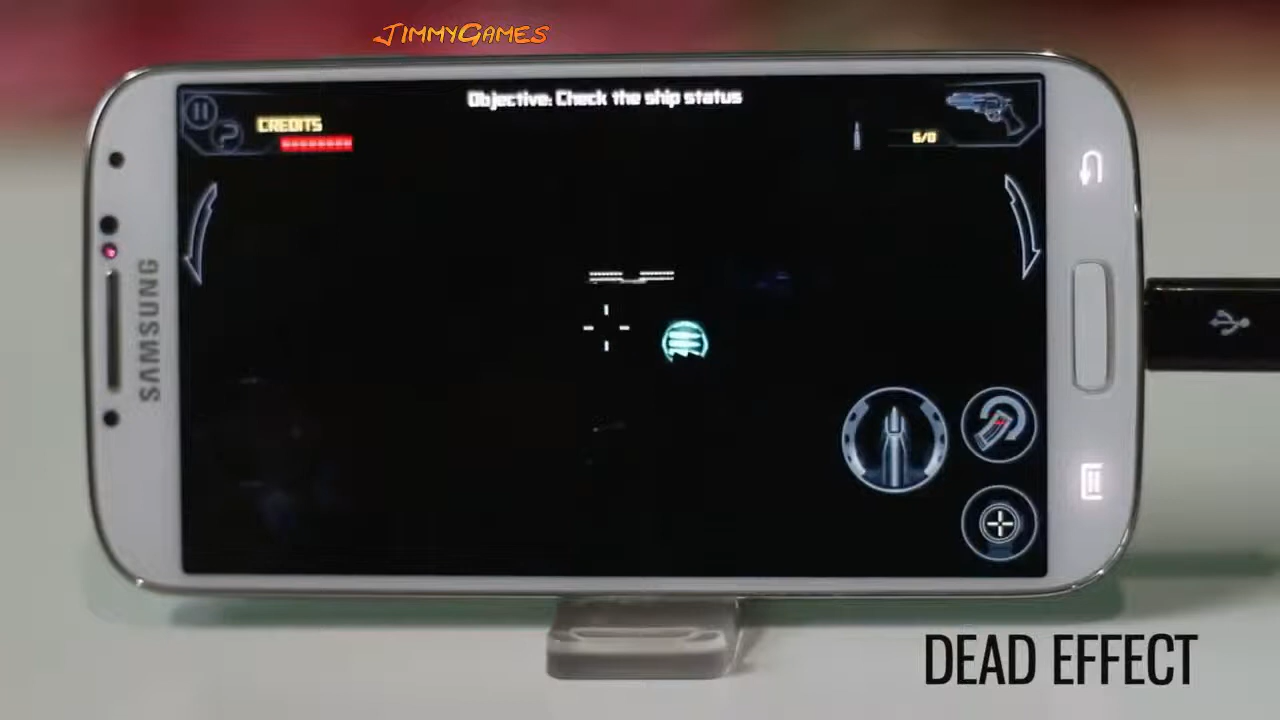 JIMMYGAMES
Objective: Check the ship status
CREDITS
6/0
SAMSUNG
DEAD EFFECT